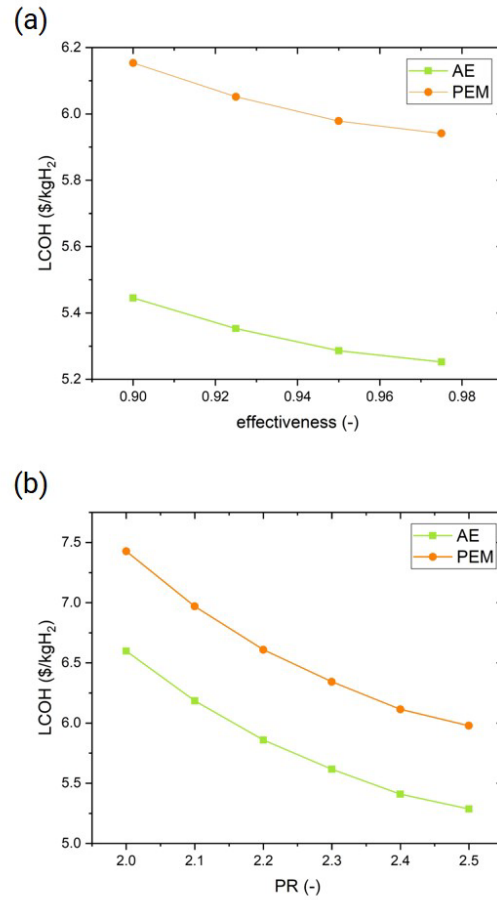 (a)
6.2
6.0
5.8
5.6
5.4
5.2
LCOH ($/kgH₂)
AE
PEM
0.90 0.92 0.94 0.96 0.98
effectiveness (-)
(b)
7.5
7.0
6.5
6.0
5.5
5.0
LCOH ($/kgH₂)
AE
PEM
2.0 2.1 2.2 2.3 2.4 2.5
PR (-)